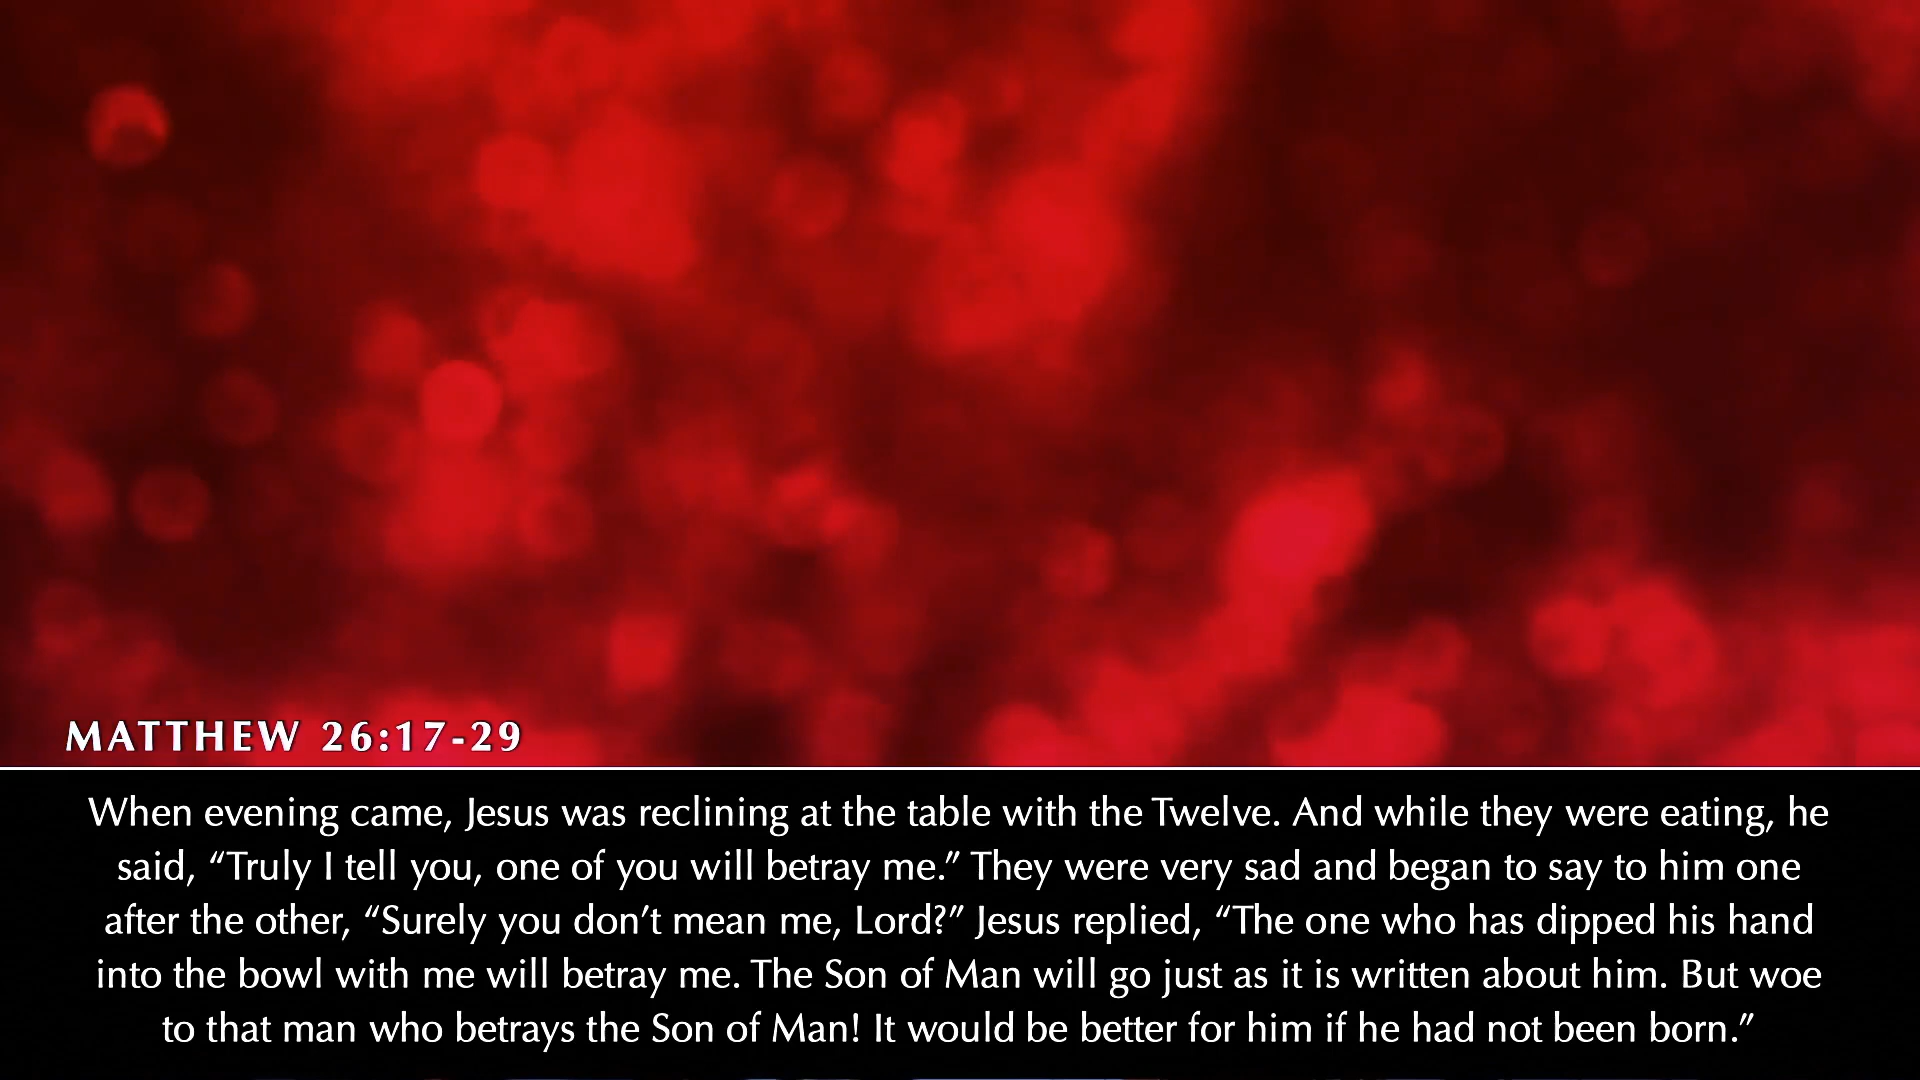 MATTHEW 26:17-29
When evening came, Jesus was reclining at the table with the Twelve. And while they were eating, he
said, “Truly I tell you, one of you will betray me.” They were very sad and began to say to him one
after the other, “Surely you don’t mean me, Lord?” Jesus replied, “The one who has dipped his hand
into the bowl with me will betray me. The Son of Man will go just as it is written about him. But woe
to that man who betrays the Son of Man! It would be better for him if he had not been born.”